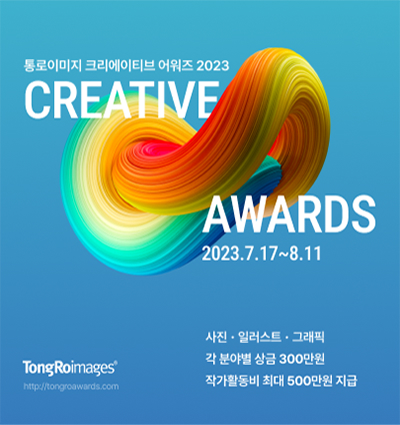 통로이미지 크리에이티브 어워즈 2023
CREATIVE
AWARDS
2023.7.17~8.11
사진 · 일러스트 · 그래픽
각 분야별 상금 300만원
작가활동비 최대 500만원 지급
TongRoimages®
http://tongroawards.com